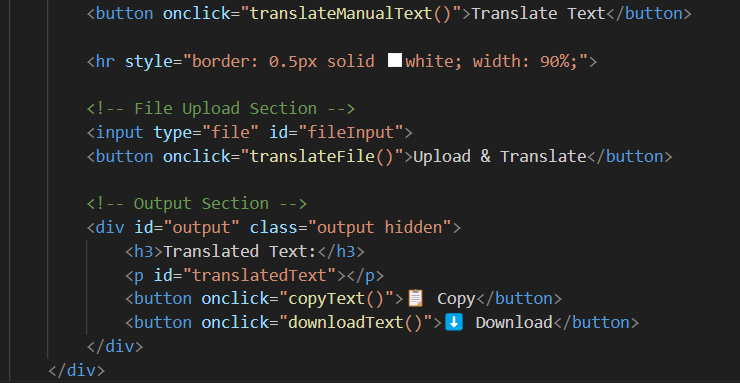 <button onclick="translateManualText()">Translate Text</button>
<hr style="border: 0.5px solid white; width: 90%;">
<!-- File Upload Section -->
<input type="file" id="fileInput">
<button onclick="translateFile()">Upload & Translate</button>
<!-- Output Section -->
<div id="output" class="output hidden">
<h3>Translated Text:</h3>
<p id="translatedText"></p>
<button onclick="copyText()">📋 Copy</button>
<button onclick="downloadText()">⬇️ Download</button>
</div>
</div>